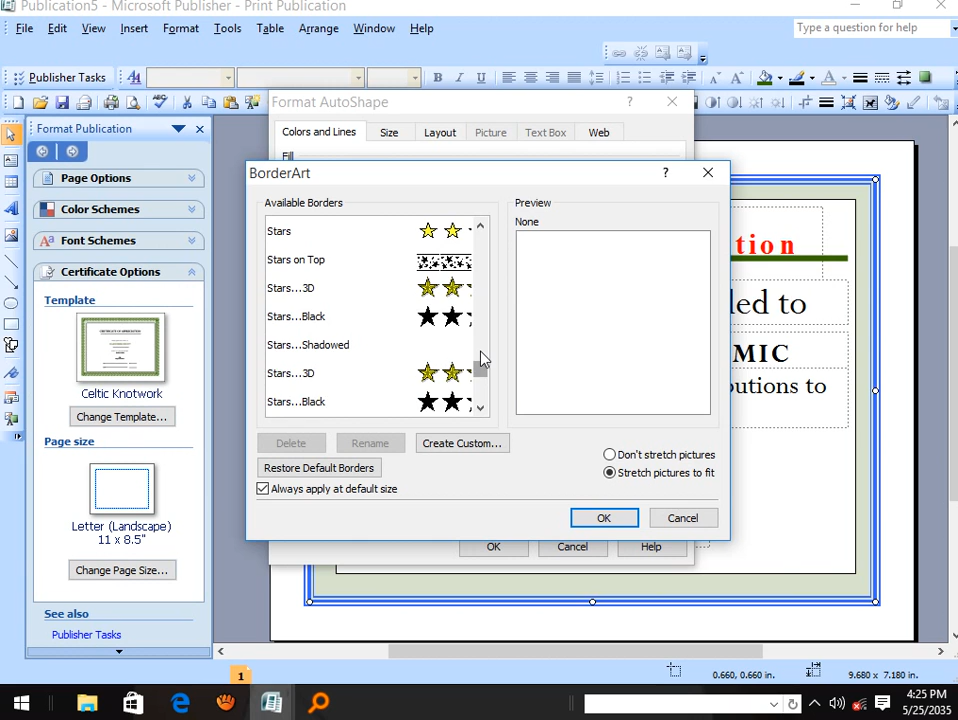 Publication5 - Microsoft Publisher - Print Publication
File Edit View Insert Format Tools Table Arrange Window Help
Type a question for help
Publisher Tasks
B I U
Format Publication
Page Options
Color Schemes
Font Schemes
Certificate Options
Template
Celtic Knotwork
Change Template...
Page size
Letter (Landscape)
11 x 8.5"
Change Page Size...
See also
Publisher Tasks
Format AutoShape
Colors and Lines Size Layout Picture Text Box Web
Fill
BorderArt
Available Borders
Stars
Stars on Top
Stars...3D
Stars...Black
Stars...Shadowed
Stars...3D
Stars...Black
Delete Rename Create Custom...
Restore Default Borders
Always apply at default size
Preview
None
Don't stretch pictures
Stretch pictures to fit
OK Cancel
OK Cancel Help
tion
led to
MIC
butions to
1
0.660, 0.660 in.
9.680 x 7.180 in.
4:25 PM
5/25/2035